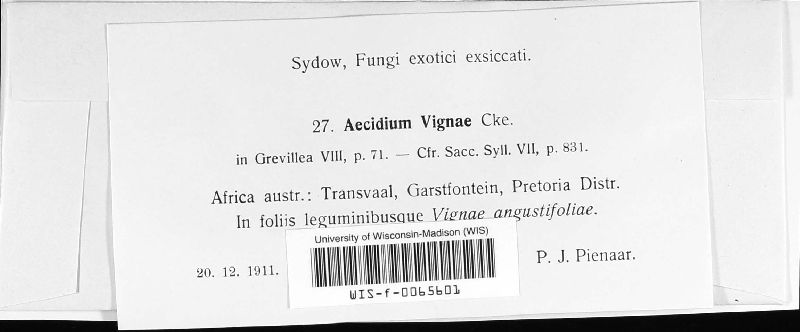 Sydow, Fungi exotici exsiccati.
27. Aecidium Vignae Cke.
in Grevillea VIII, p. 71. — Cfr. Sacc. Syll. VII, p. 831.
Africa austr.: Transvaal, Garstfontein, Pretoria Distr.
In foliis leguminibusque Vignae angustifoliae.
University of Wisconsin-Madison (WIS)
20. 12. 1911.
P. J. Pienaar.
WIS-f-0065601